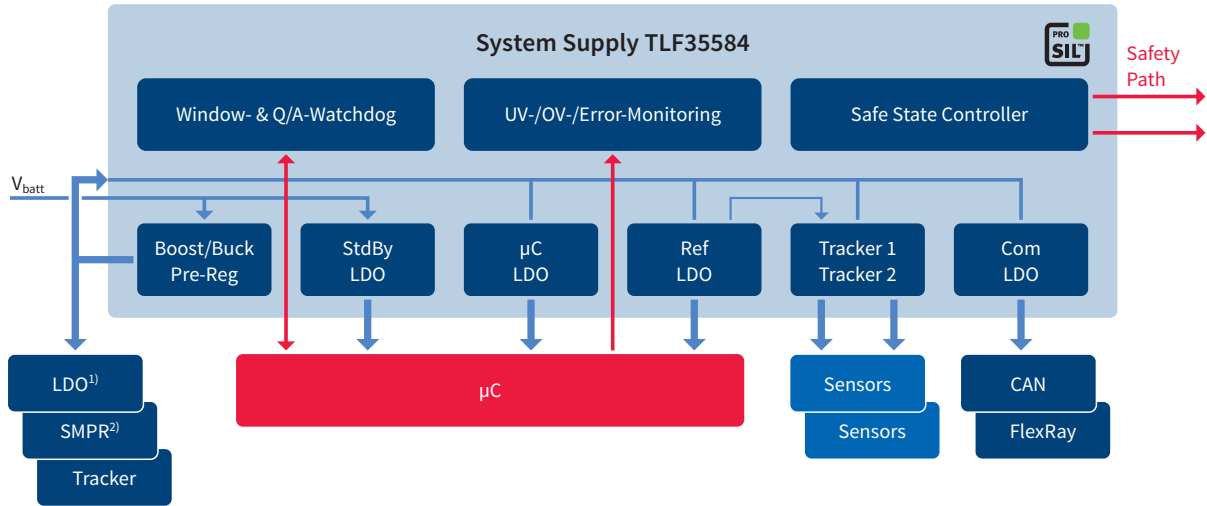 System Supply TLF35584
PRO
SIL™
Safety
Path
Window- & Q/A-Watchdog
UV-/OV-/Error-Monitoring
Safe State Controller
Vbatt
Boost/Buck
Pre-Reg
StdBy
LDO
µC
LDO
Ref
LDO
Tracker 1
Tracker 2
Com
LDO
LDO1)
SMPR2)
Tracker
µC
Sensors
Sensors
CAN
FlexRay